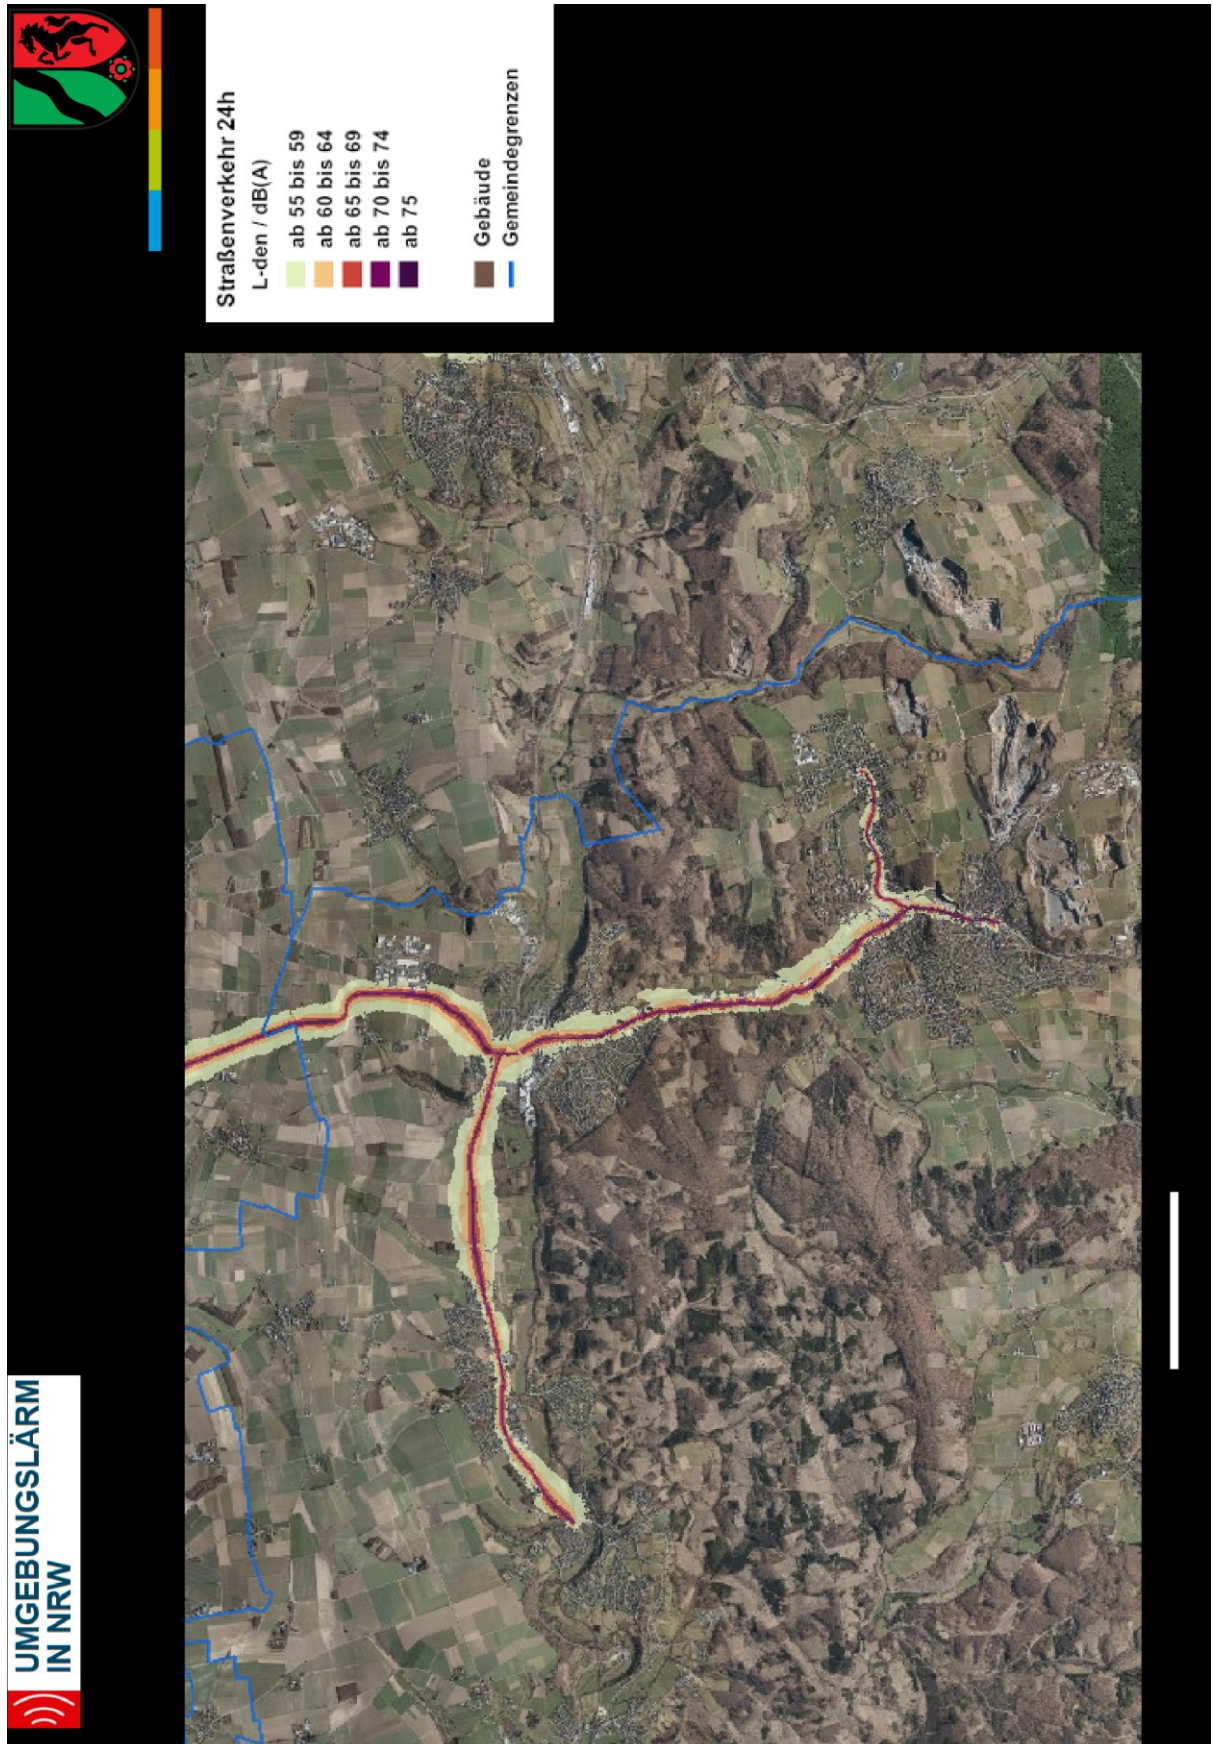 UMGEBUNGSLÄRM
IN NRW
Straßenverkehr 24h
L-den / dB(A)
ab 55 bis 59
ab 60 bis 64
ab 65 bis 69
ab 70 bis 74
ab 75
Gebäude
Gemeindegrenzen